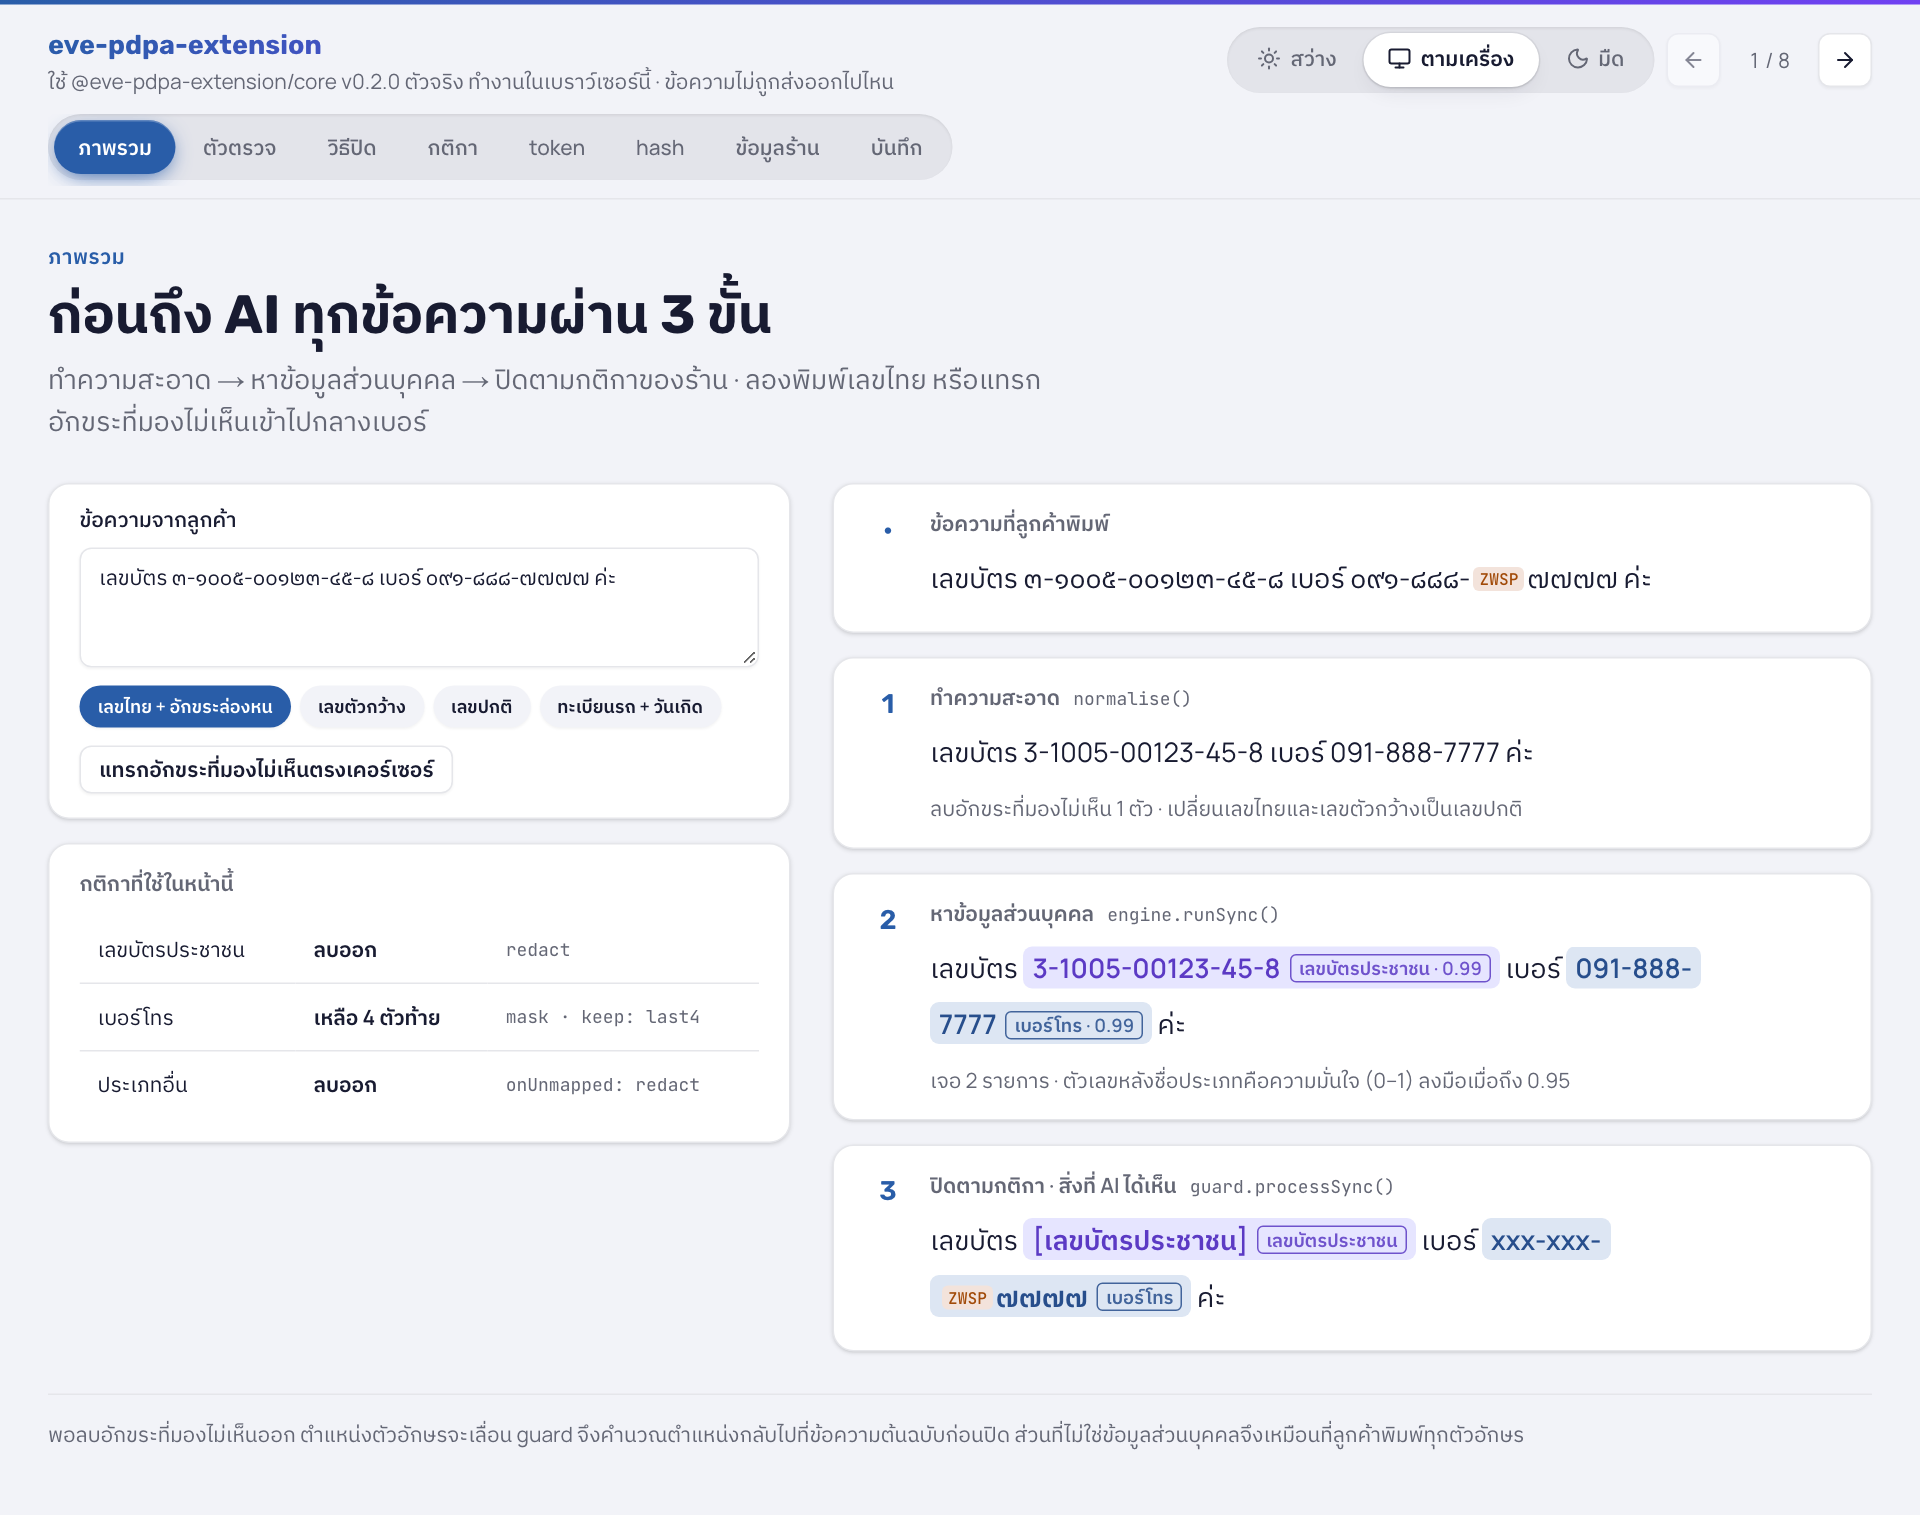 eve-pdpa-extension
ใช้ @eve-pdpa-extension/core v0.2.0 ตัวจริง ทำงานในเบราว์เซอร์นี้ · ข้อความไม่ถูกส่งออกไปไหน
สว่าง
ตามเครื่อง
มืด
1 / 8
ภาพรวม
ตัวตรวจ
วิธีปิด
กติกา
token
hash
ข้อมูลร้าน
บันทึก
ภาพรวม
ก่อนถึง AI ทุกข้อความผ่าน 3 ขั้น
ทำความสะอาด → หาข้อมูลส่วนบุคคล → ปิดตามกติกาของร้าน · ลองพิมพ์เลขไทย หรือแทรก
อักขระที่มองไม่เห็นเข้าไปกลางเบอร์
ข้อความจากลูกค้า
เลขบัตร ๓-๑๐๐๕-๐๐๑๒๓-๔๕-๘ เบอร์ ๐๙๑-๘๘๘-๗๗๗๗ ค่ะ
เลขไทย + อักขระล่องหน
เลขตัวกว้าง
เลขปกติ
ทะเบียนรถ + วันเกิด
แทรกอักขระที่มองไม่เห็นตรงเคอร์เซอร์
กติกาที่ใช้ในหน้านี้
เลขบัตรประชาชน ลบออก redact
เบอร์โทร เหลือ 4 ตัวท้าย mask · keep: last4
ประเภทอื่น ลบออก onUnmapped: redact
· ข้อความที่ลูกค้าพิมพ์
เลขบัตร ๓-๑๐๐๕-๐๐๑๒๓-๔๕-๘ เบอร์ ๐๙๑-๘๘๘- ZWSP ๗๗๗๗ ค่ะ
1 ทำความสะอาด normalise()
เลขบัตร 3-1005-00123-45-8 เบอร์ 091-888-7777 ค่ะ
ลบอักขระที่มองไม่เห็น 1 ตัว · เปลี่ยนเลขไทยและเลขตัวกว้างเป็นเลขปกติ
2 หาข้อมูลส่วนบุคคล engine.runSync()
เลขบัตร 3-1005-00123-45-8 เลขบัตรประชาชน · 0.99 เบอร์ 091-888-
7777 เบอร์โทร · 0.99 ค่ะ
เจอ 2 รายการ · ตัวเลขหลังชื่อประเภทคือความมั่นใจ (0–1) ลงมือเมื่อถึง 0.95
3 ปิดตามกติกา · สิ่งที่ AI ได้เห็น guard.processSync()
เลขบัตร [เลขบัตรประชาชน] เลขบัตรประชาชน เบอร์ xxx-xxx-
ZWSP ๗๗๗๗ เบอร์โทร ค่ะ
พอลบอักขระที่มองไม่เห็นออก ตำแหน่งตัวอักษรจะเลื่อน guard จึงคำนวณตำแหน่งกลับไปที่ข้อความต้นฉบับก่อนปิด ส่วนที่ไม่ใช่ข้อมูลส่วนบุคคลจึงเหมือนที่ลูกค้าพิมพ์ทุกตัวอักษร